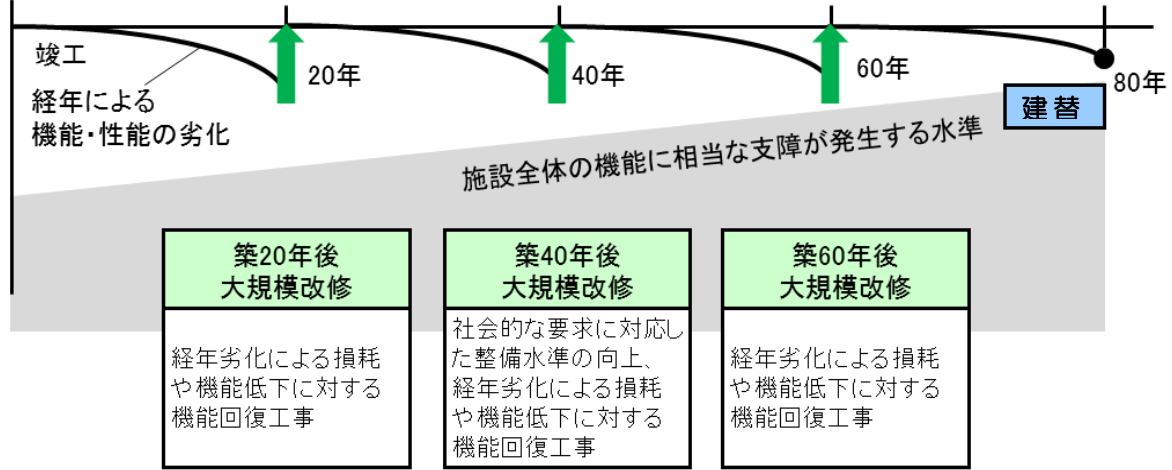 竣工
経年による
機能・性能の劣化
20年
40年
60年
80年
建替
施設全体の機能に相当な支障が発生する水準
築20年後
大規模改修
経年劣化による損耗
や機能低下に対する
機能回復工事
築40年後
大規模改修
社会的な要求に対応し
た整備水準の向上、
経年劣化による損耗
や機能低下に対する
機能回復工事
築60年後
大規模改修
経年劣化による損耗
や機能低下に対する
機能回復工事